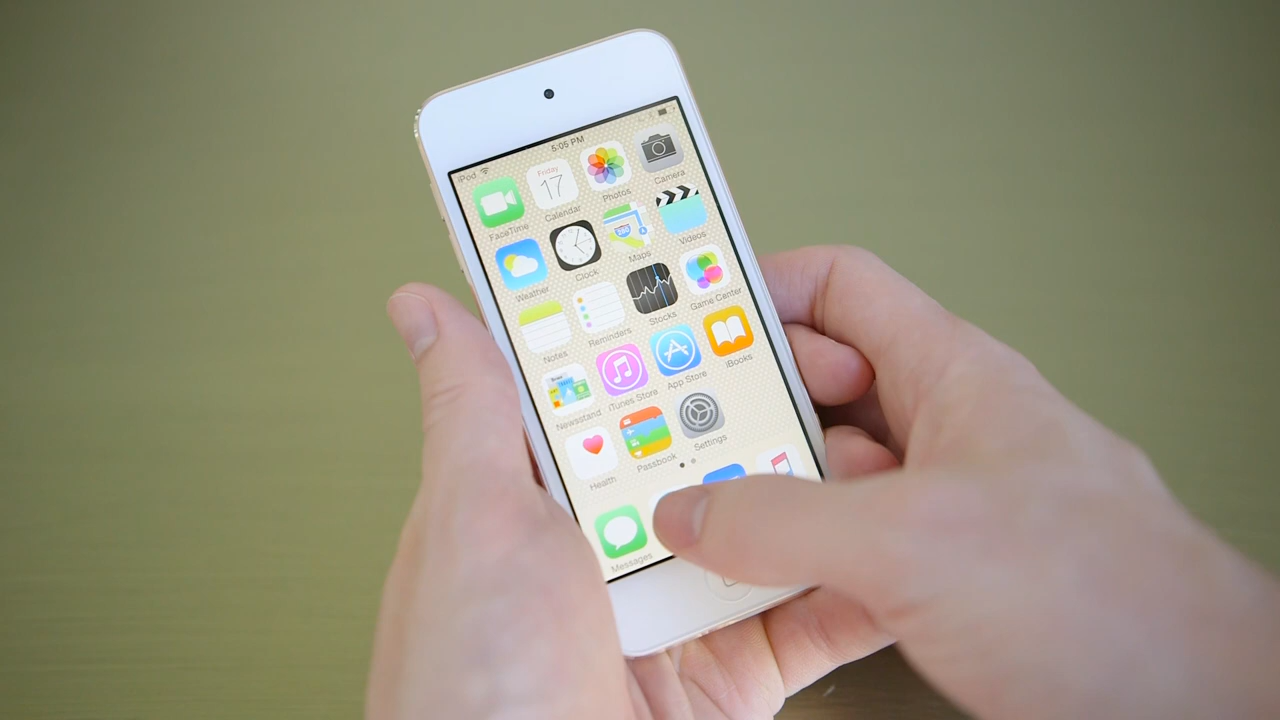 iPod 5:05 PM
FaceTime Calendar Photos Camera
Friday
17
Weather Clock Maps Videos
280
Notes Reminders Stocks Game Center
Newsstand iTunes Store App Store iBooks
Health Passbook Settings
Messages